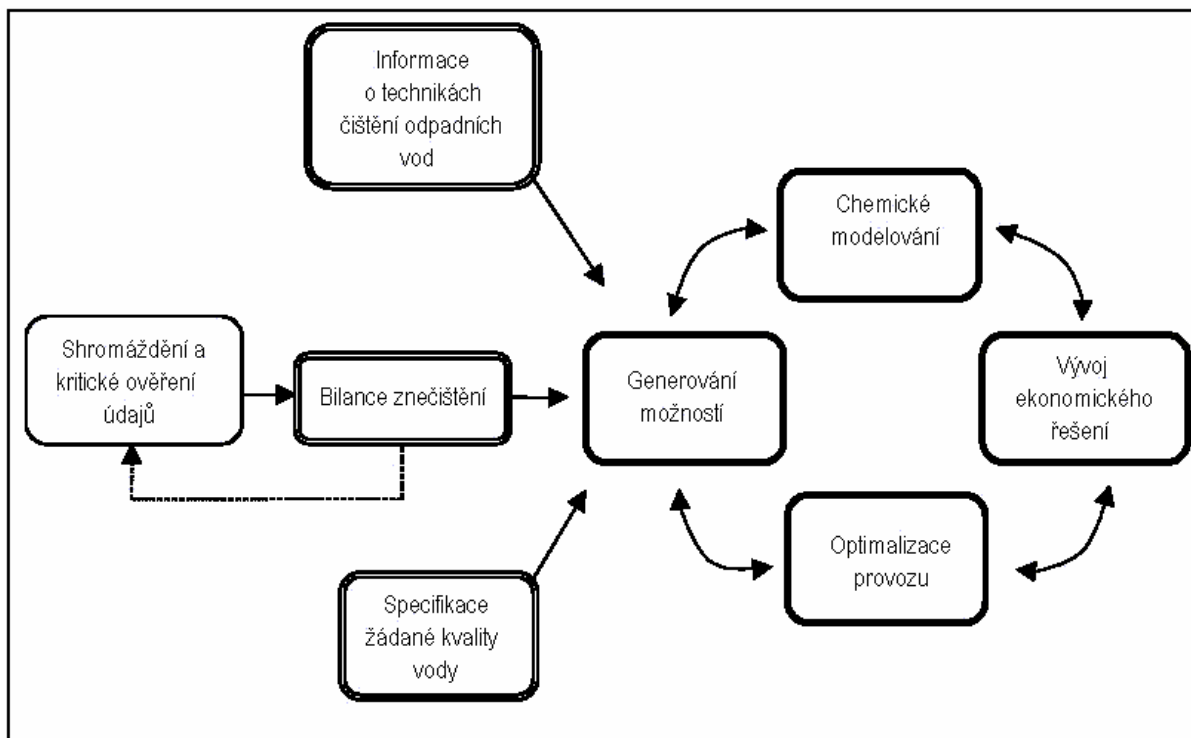 Informace
o technikách
čištění odpadních
vod
Chemické
modelování
Shromáždění a
kritické ověření
údajů
Bilance znečištění
Generování
možností
Vývoj
ekonomického
řešení
Optimalizace
provozu
Specifikace
žádané kvality
vody